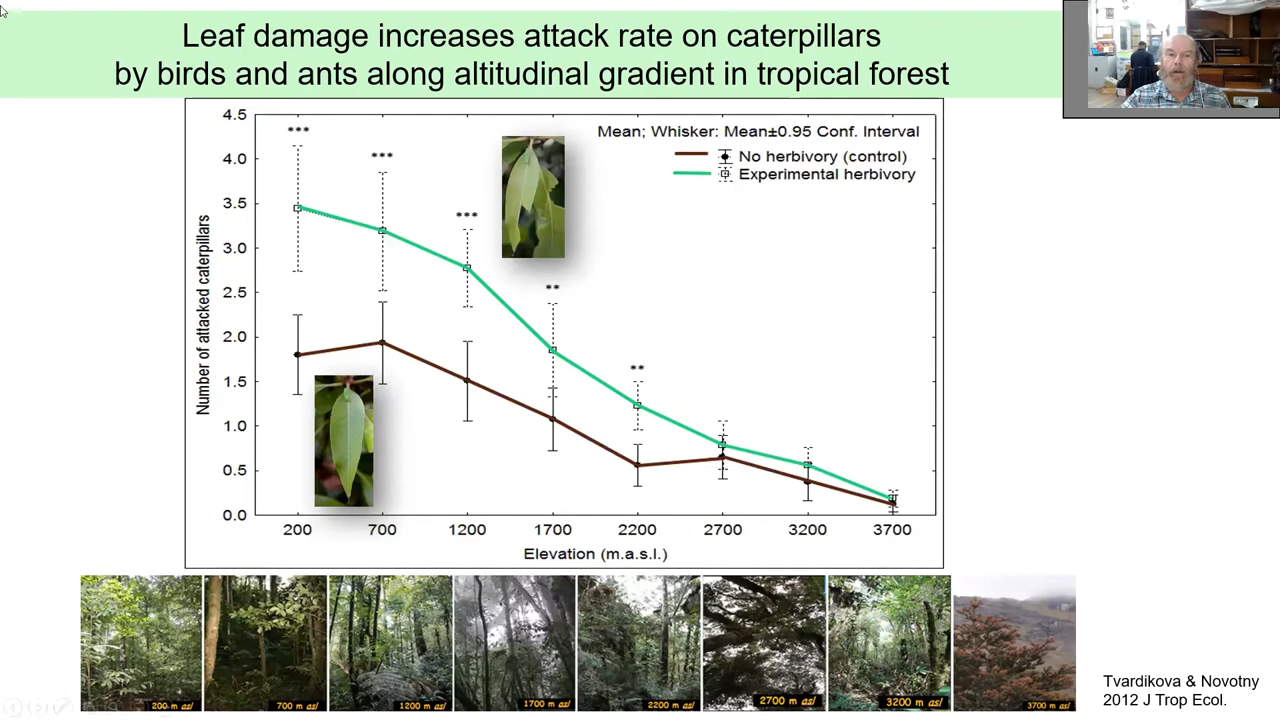 Leaf damage increases attack rate on caterpillars
by birds and ants along altitudinal gradient in tropical forest
Mean; Whisker: Mean±0.95 Conf. Interval
No herbivory (control)
Experimental herbivory
Number of attacked caterpillars
4.5
4.0
3.5
3.0
2.5
2.0
1.5
1.0
0.5
0.0
***
***
***
**
**
200 700 1200 1700 2200 2700 3200 3700
Elevation (m.a.s.l.)
200 m asl
700 m asl
1200 m asl
1700 m asl
2200 m asl
2700 m asl
3200 m asl
3700 m asl
Tvardikova & Novotny
2012 J Trop Ecol.